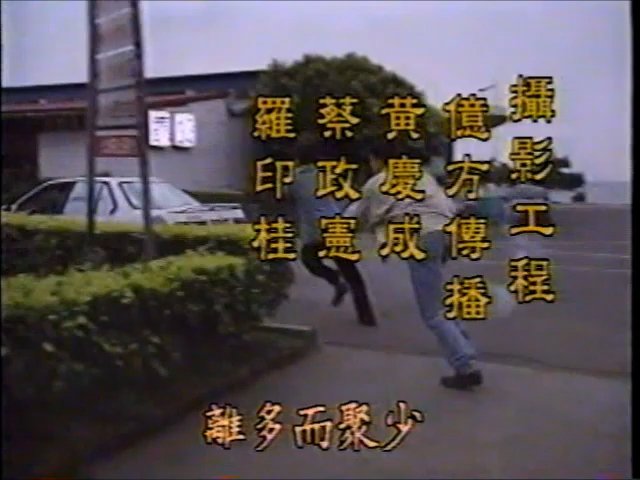 攝影工程
億方傳播
黃慶成
蔡政憲
羅印桂
離多而聚少